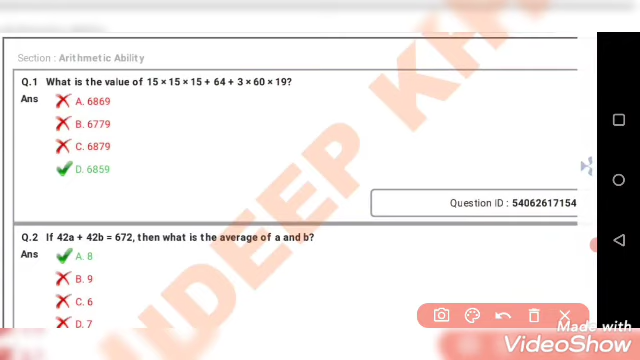 Section : Arithmetic Ability
Q.1 What is the value of 15 × 15 × 15 + 64 + 3 × 60 × 19?
Ans A. 6869
B. 6779
C. 6879
D. 6859
Question ID : 54062617154
Q.2 If 42a + 42b = 672, then what is the average of a and b?
Ans A. 8
B. 9
C. 6
D. 7
Made with
VideoShow